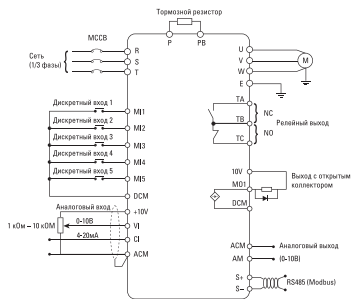 Тормозной резистор
P
PB
MCCB
Сеть
(1/3 фазы)
R
S
T
U
V
W
E
M
TA
TB
TC
NC
NO
Релейный выход
Дискретный вход 1
MI1
Дискретный вход 2
MI2
Дискретный вход 3
MI3
Дискретный вход 4
MI4
Дискретный вход 5
MI5
DCM
10V
MO1
DCM
Выход с открытым
коллектором
Аналоговый вход
+10V
1 кОм – 10 кОМ
0-10В
VI
4-20мА
CI
ACM
ACM
Аналоговый выход
AM
(0-10В)
S+
S–
RS485 (Modbus)